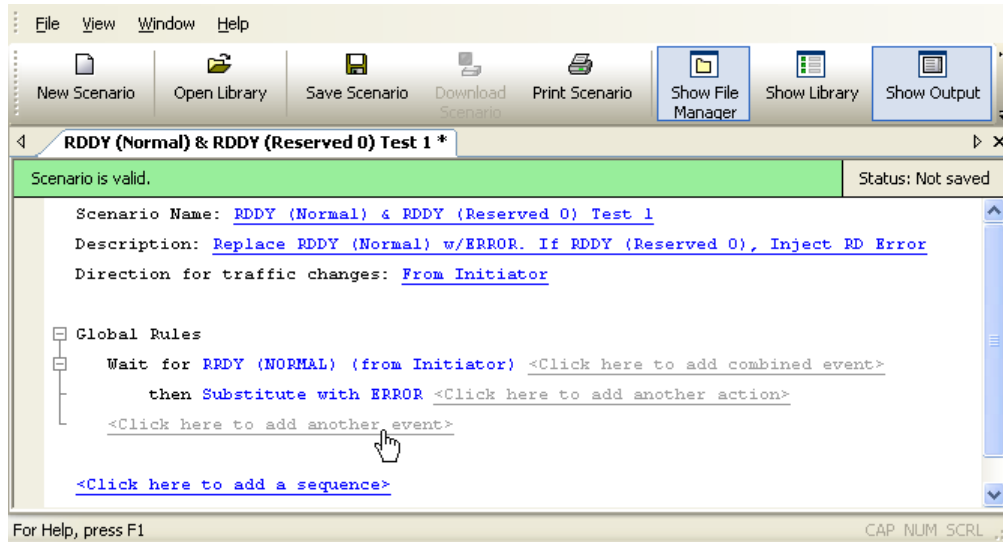 File View Window Help
New Scenario Open Library Save Scenario Download Scenario Print Scenario Show File Manager Show Library Show Output
RDDY (Normal) & RDDY (Reserved 0) Test 1 *
Scenario is valid. Status: Not saved
Scenario Name: RDDY (Normal) & RDDY (Reserved 0) Test 1
Description: Replace RDDY (Normal) w/ERROR. If RDDY (Reserved 0), Inject RD Error
Direction for traffic changes: From Initiator
Global Rules
Wait for RRDY (NORMAL) (from Initiator) <Click here to add combined event>
then Substitute with ERROR <Click here to add another action>
<Click here to add another event>
<Click here to add a sequence>
For Help, press F1 CAP NUM SCRL